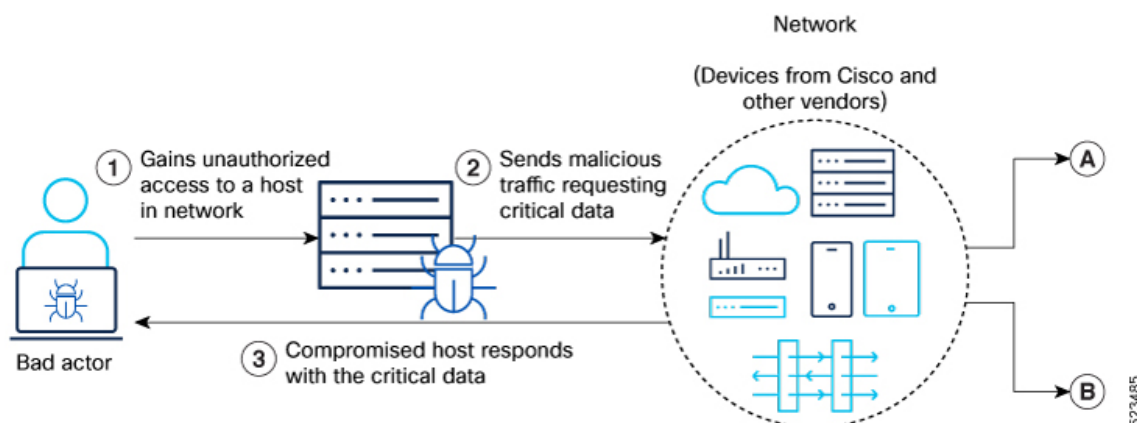 Network
(Devices from Cisco and
other vendors)
1 Gains unauthorized
access to a host
in network
2 Sends malicious
traffic requesting
critical data
A
Bad actor
3 Compromised host responds
with the critical data
B
523485